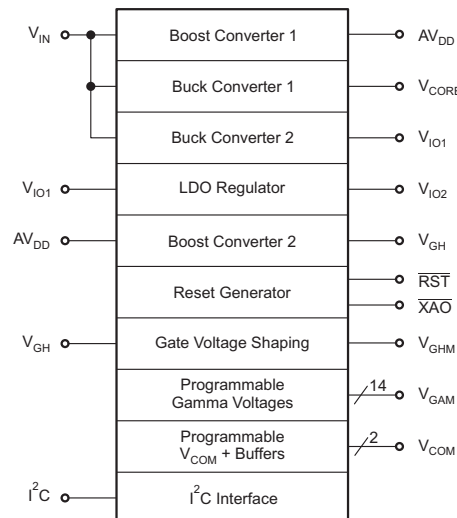 V_IN Boost Converter 1 AV_DD
Buck Converter 1 V_CORE
Buck Converter 2 V_IO1
V_IO1 LDO Regulator V_IO2
AV_DD Boost Converter 2 V_GH
Reset Generator
RST
XAO
V_GH Gate Voltage Shaping V_GHM
Programmable
Gamma Voltages
14 V_GAM
Programmable
V_COM + Buffers
2 V_COM
I²C I²C Interface